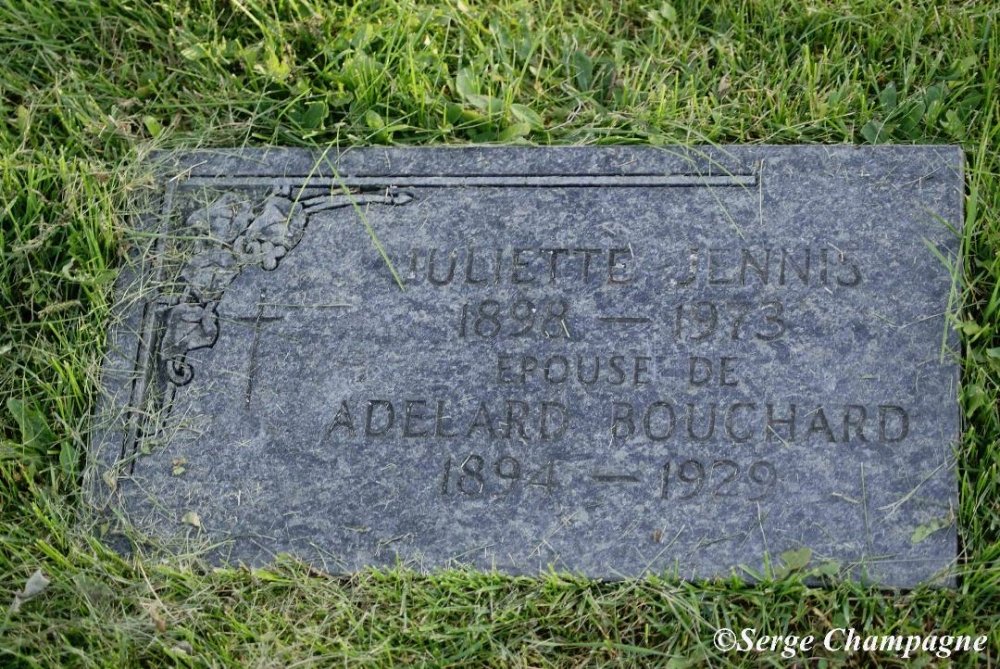 JULIETTE JENNIS
1898 — 1973
EPOUSE DE
ADELARD BOUCHARD
1894 — 1929
©Serge Champagne